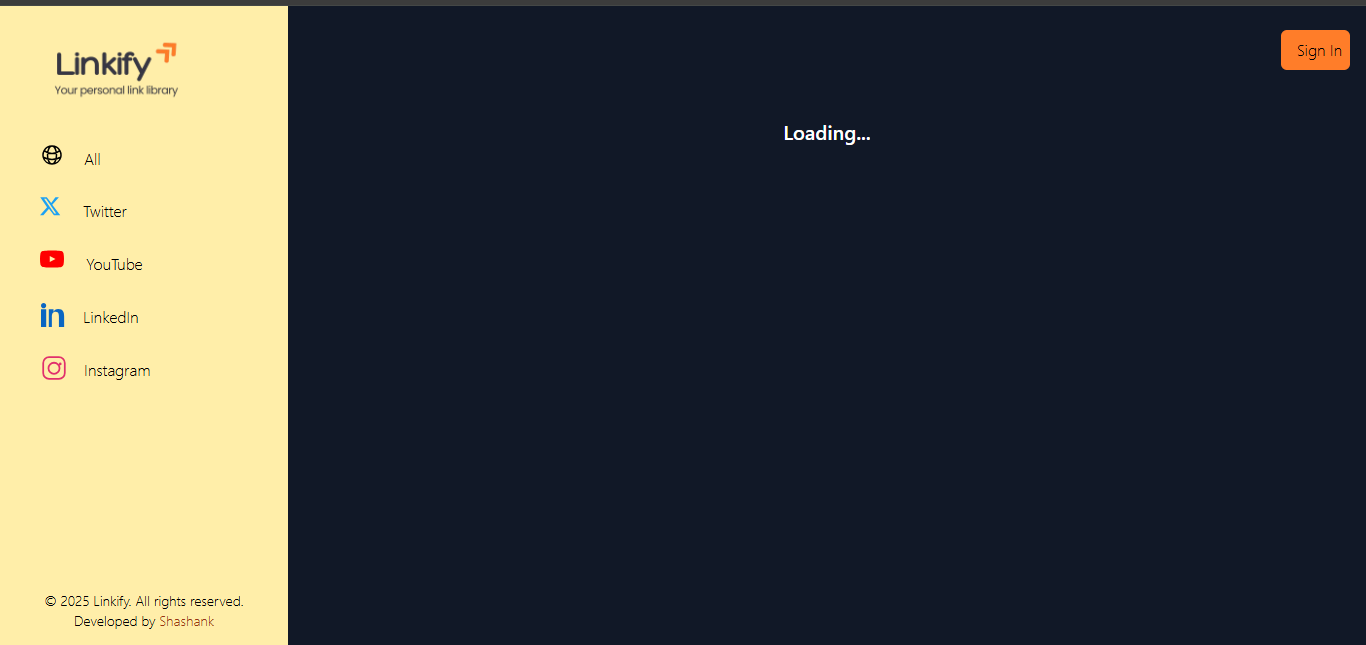 Linkify
Your personal link library
All
Twitter
YouTube
LinkedIn
Instagram
© 2025 Linkify. All rights reserved.
Developed by Shashank
Sign In
Loading...